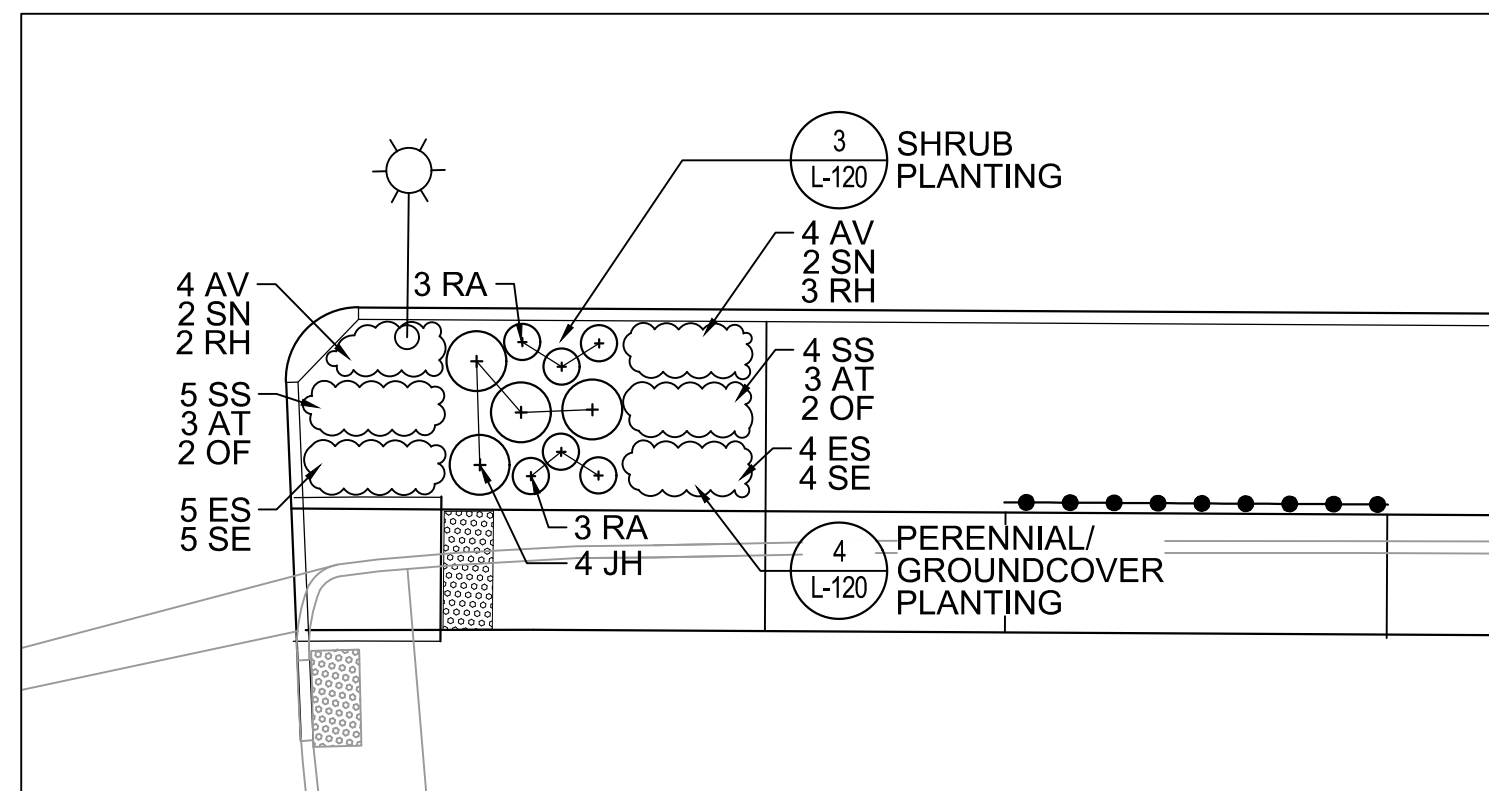 3
L-120
SHRUB
PLANTING
4 AV
2 SN
3 RH
4 AV
2 SN
2 RH
3 RA
5 SS
3 AT
2 OF
4 SS
3 AT
2 OF
5 ES
5 SE
4 ES
4 SE
3 RA
4 JH
4
L-120
PERENNIAL/
GROUNDCOVER
PLANTING